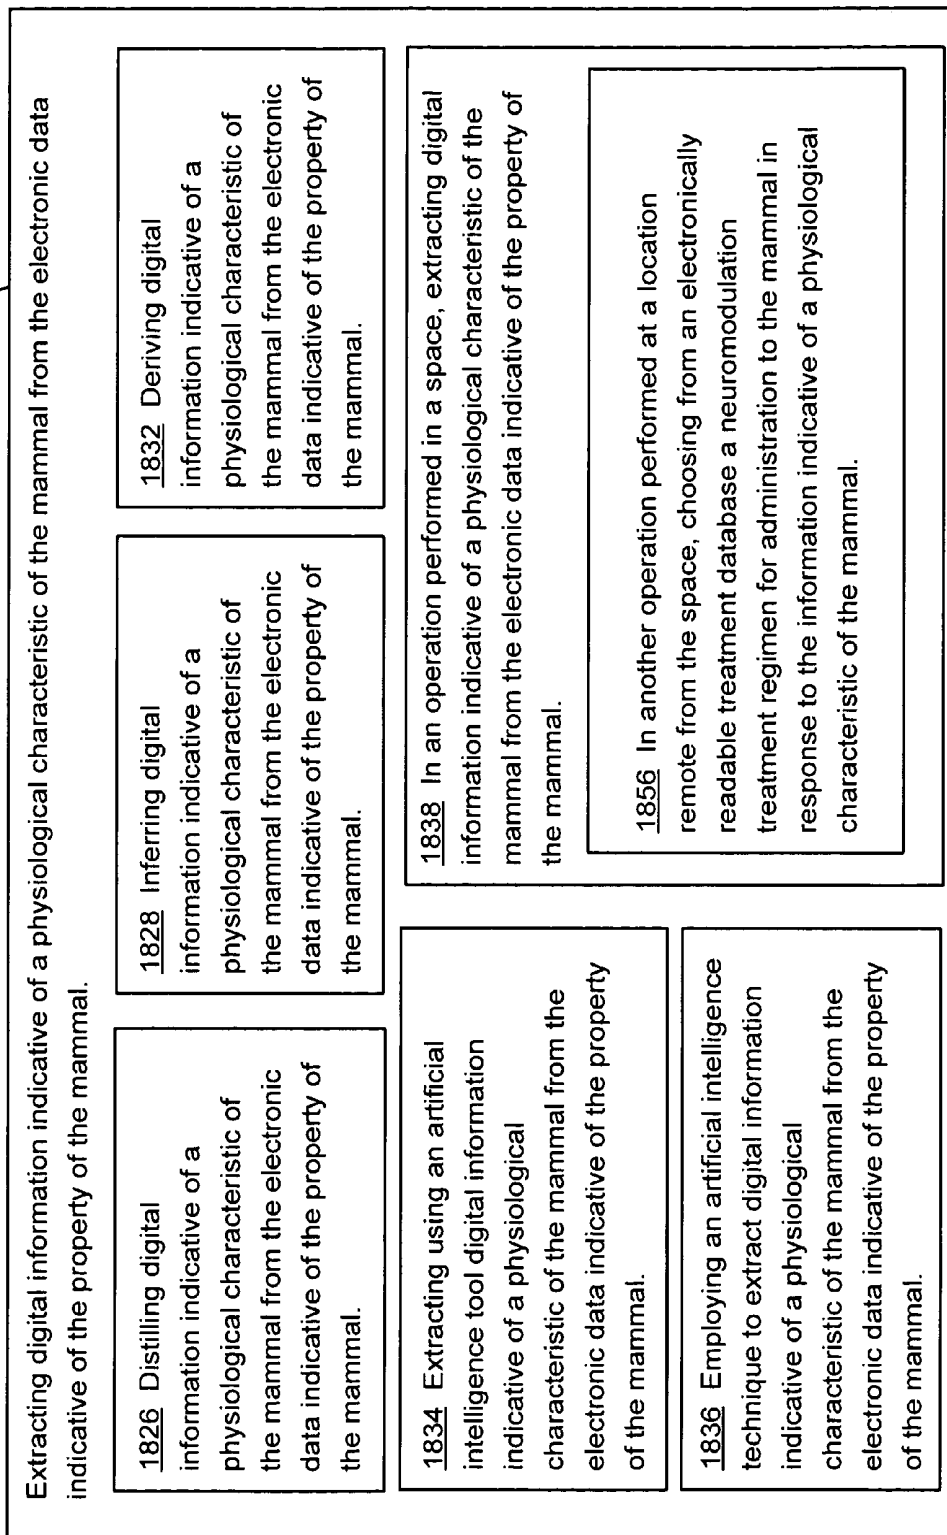 Extracting digital information indicative of a physiological characteristic of the mammal from the electronic data
indicative of the property of the mammal.
1826 Distilling digital
information indicative of a
physiological characteristic of
the mammal from the electronic
data indicative of the property of
the mammal.
1828 Inferring digital
information indicative of a
physiological characteristic of
the mammal from the electronic
data indicative of the property of
the mammal.
1832 Deriving digital
information indicative of a
physiological characteristic of
the mammal from the electronic
data indicative of the property of
the mammal.
1834 Extracting using an artificial
intelligence tool digital information
indicative of a physiological
characteristic of the mammal from the
electronic data indicative of the property
of the mammal.
1836 Employing an artificial intelligence
technique to extract digital information
indicative of a physiological
characteristic of the mammal from the
electronic data indicative of the property
of the mammal.
1838 In an operation performed in a space, extracting digital
information indicative of a physiological characteristic of the
mammal from the electronic data indicative of the property of
the mammal.
1856 In another operation performed at a location
remote from the space, choosing from an electronically
readable treatment database a neuromodulation
treatment regimen for administration to the mammal in
response to the information indicative of a physiological
characteristic of the mammal.